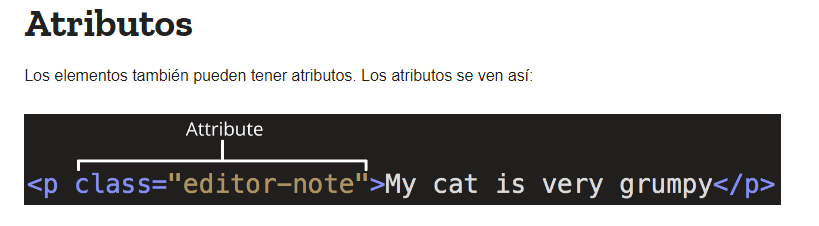 Atributos
Los elementos también pueden tener atributos. Los atributos se ven así:
Attribute
<p class="editor-note">My cat is very grumpy</p>